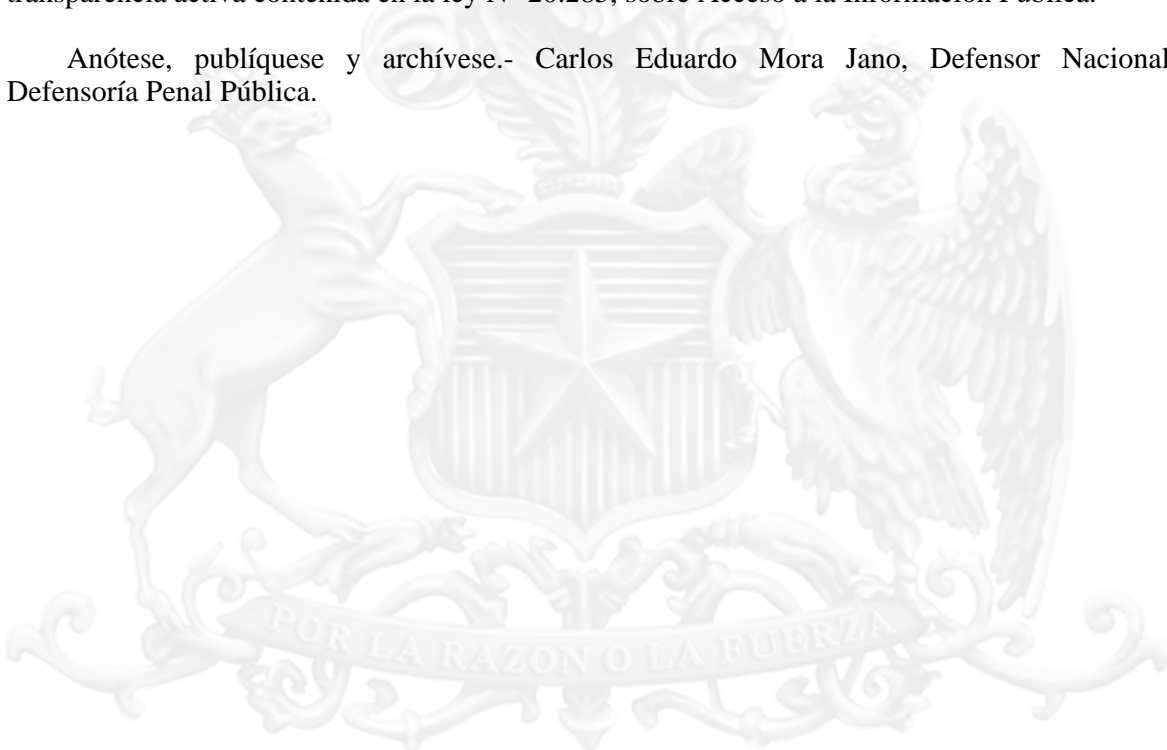 transparencia activa contenida en la ley N° 20.285, sobre Acceso a la Información Pública.
Anótese, publíquese y archívese.- Carlos Eduardo Mora Jano, Defensor Nacional
Defensoría Penal Pública.
POR LA RAZON O LA FUERZA